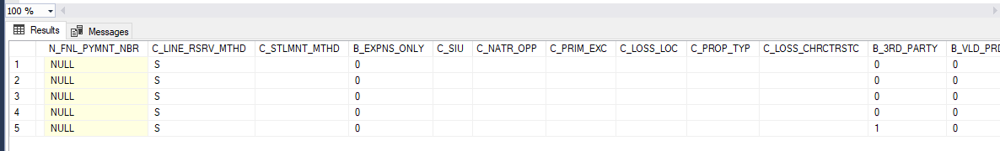 100 %
Results Messages
N_FNL_PYMNT_NBR C_LINE_RSRV_MTHD C_STLMNT_MTHD B_EXPNS_ONLY C_SIU C_NATR_OPP C_PRIM_EXC C_LOSS_LOC C_PROP_TYP C_LOSS_CHRCTRSTC B_3RD_PARTY B_VLD_PRD
1 NULL S 0 0 0
2 NULL S 0 0 0
3 NULL S 0 0 0
4 NULL S 0 0 0
5 NULL S 0 1 0